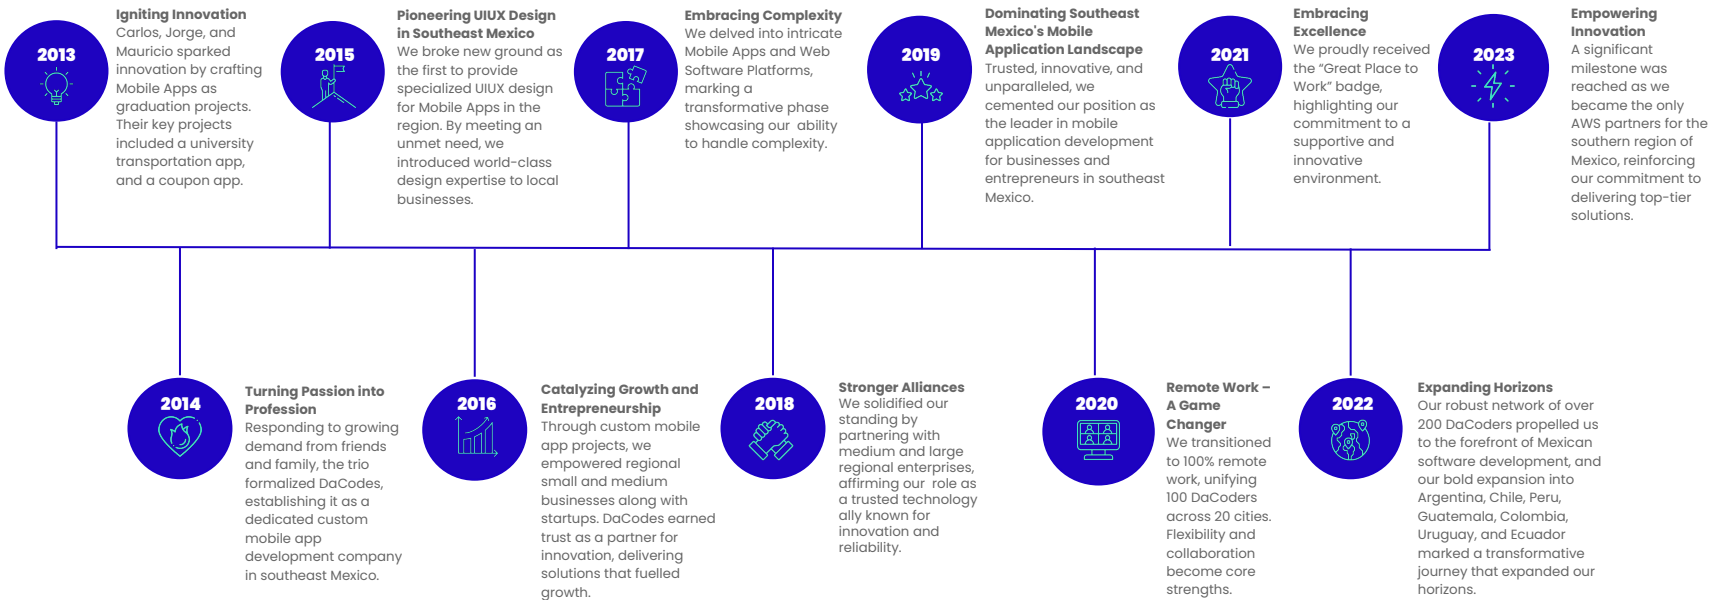 2013
Igniting Innovation
Carlos, Jorge, and
Mauricio sparked
innovation by crafting
Mobile Apps as
graduation projects.
Their key projects
included a university
transportation app,
and a coupon app.
2015
Pioneering UIUX Design
in Southeast Mexico
We broke new ground as
the first to provide
specialized UIUX design
for Mobile Apps in the
region. By meeting an
unmet need, we
introduced world-class
design expertise to local
businesses.
2017
Embracing Complexity
We delved into intricate
Mobile Apps and Web
Software Platforms,
marking a
transformative phase
showcasing our ability
to handle complexity.
2019
Dominating Southeast
Mexico's Mobile
Application Landscape
Trusted, innovative, and
unparalleled, we
cemented our position as
the leader in mobile
application development
for businesses and
entrepreneurs in southeast
Mexico.
2021
Embracing
Excellence
We proudly received
the “Great Place to
Work” badge,
highlighting our
commitment to a
supportive and
innovative
environment.
2023
Empowering
Innovation
A significant
milestone was
reached as we
became the only
AWS partners for the
southern region of
Mexico, reinforcing
our commitment to
delivering top-tier
solutions.
2014
Turning Passion into
Profession
Responding to growing
demand from friends
and family, the trio
formalized DaCodes,
establishing it as a
dedicated custom
mobile app
development company
in southeast Mexico.
2016
Catalyzing Growth and
Entrepreneurship
Through custom mobile
app projects, we
empowered regional
small and medium
businesses along with
startups. DaCodes earned
trust as a partner for
innovation, delivering
solutions that fuelled
growth.
2018
Stronger Alliances
We solidified our
standing by
partnering with
medium and large
regional enterprises,
affirming our role as
a trusted technology
ally known for
innovation and
reliability.
2020
Remote Work –
A Game
Changer
We transitioned
to 100% remote
work, unifying
100 DaCoders
across 20 cities.
Flexibility and
collaboration
become core
strengths.
2022
Expanding Horizons
Our robust network of over
200 DaCoders propelled us
to the forefront of Mexican
software development, and
our bold expansion into
Argentina, Chile, Peru,
Guatemala, Colombia,
Uruguay, and Ecuador
marked a transformative
journey that expanded our
horizons.